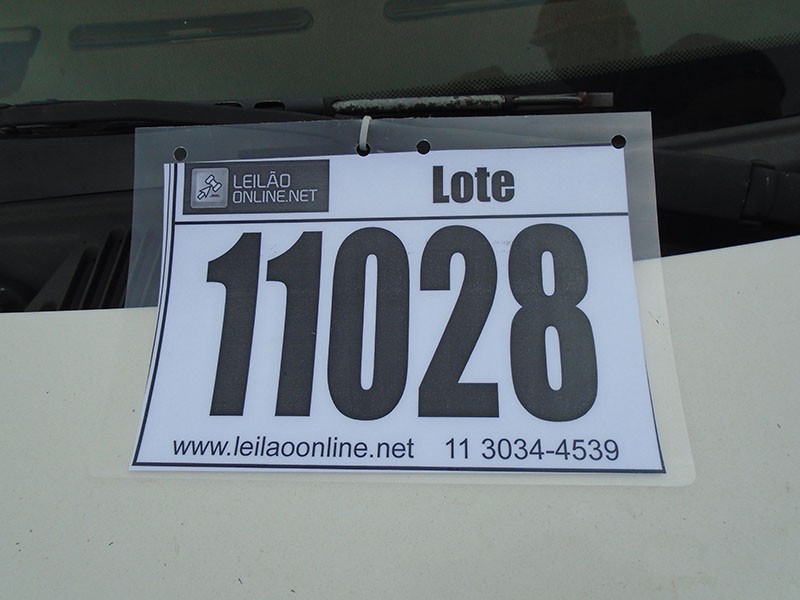 LEILÃO
ONLINE.NET
Lote
11028
www.leilaoonline.net 11 3034-4539